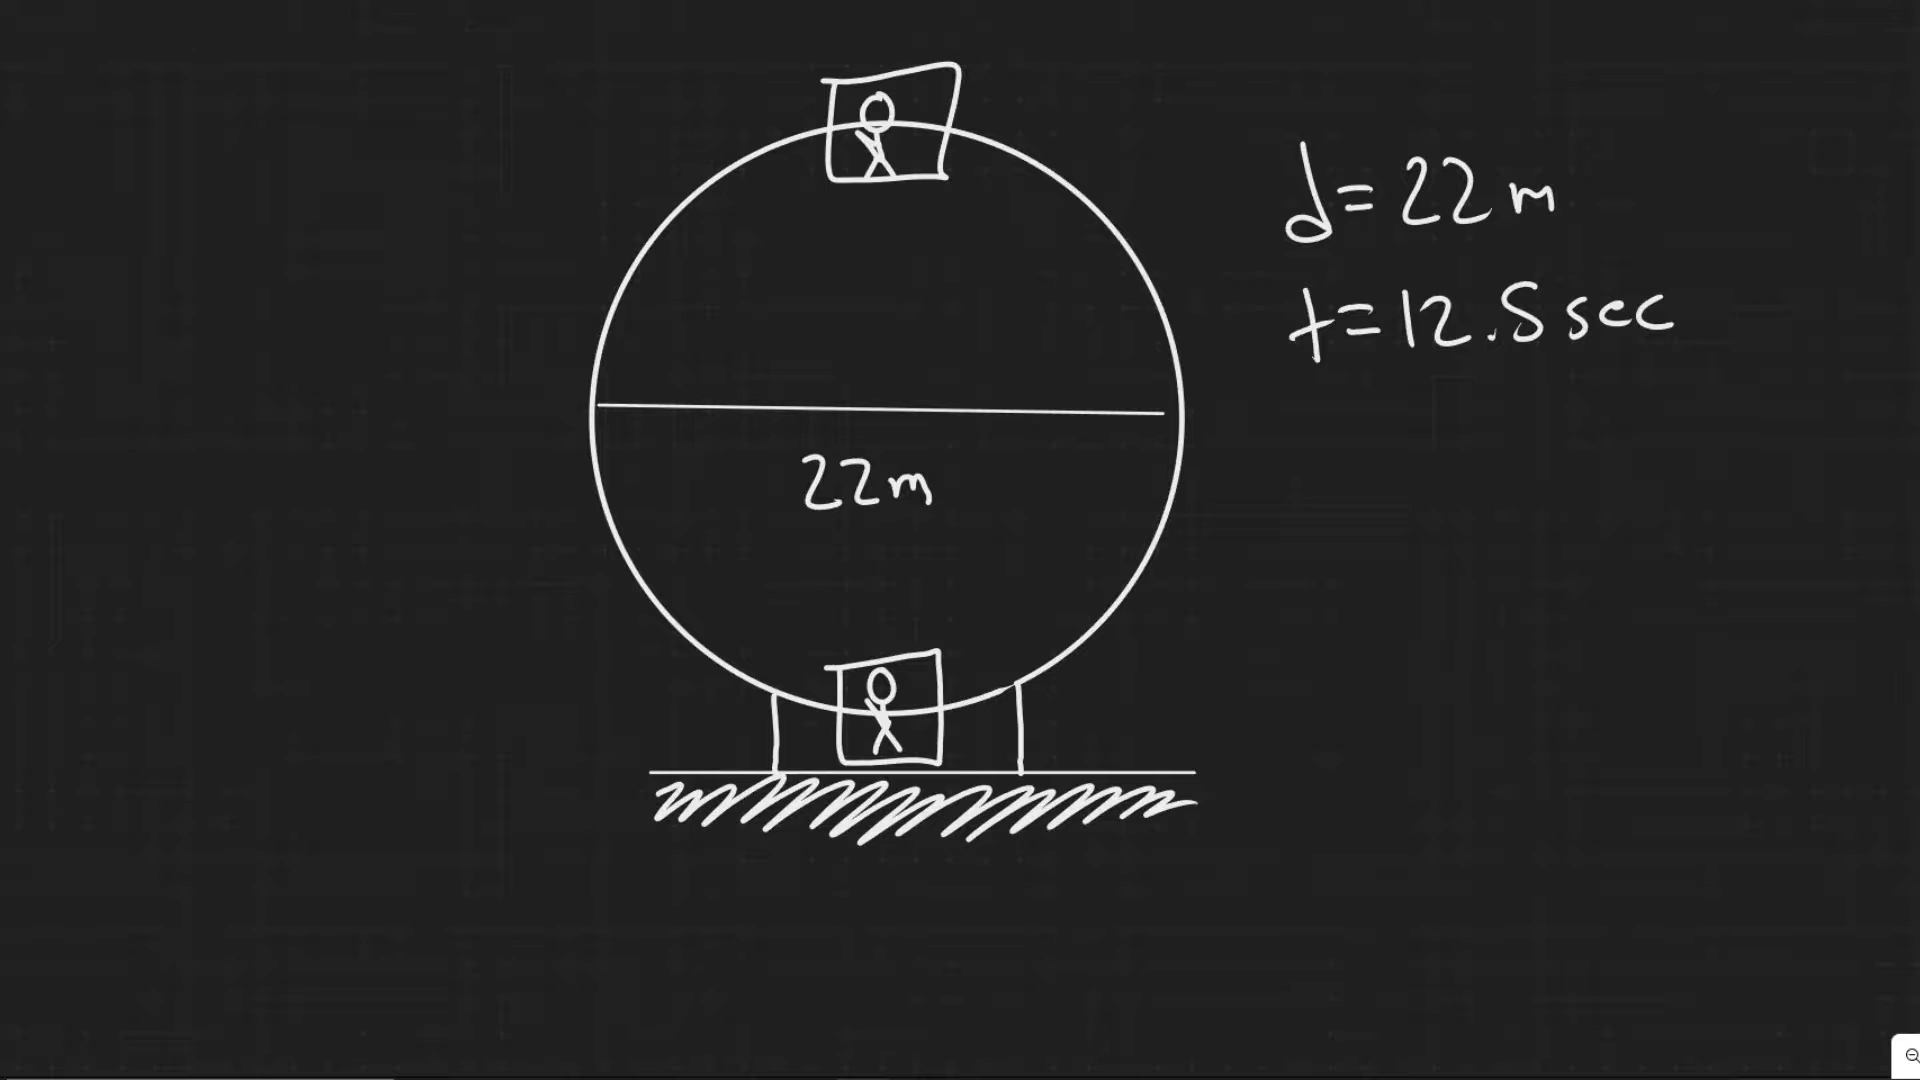 d = 22 m
t = 12.5 sec
22m